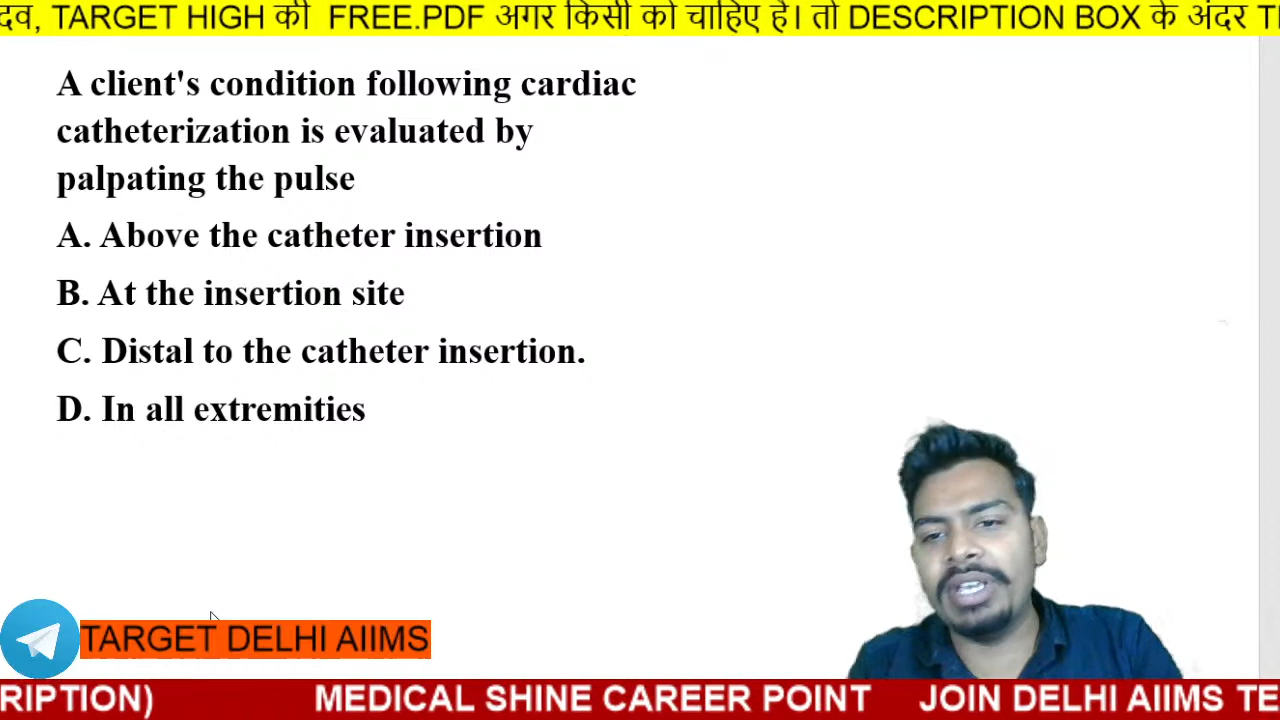 दव, TARGET HIGH की FREE.PDF अगर किसी को चाहिए है। तो DESCRIPTION BOX के अंदर
A client's condition following cardiac
catheterization is evaluated by
palpating the pulse
A. Above the catheter insertion
B. At the insertion site
C. Distal to the catheter insertion.
D. In all extremities
TARGET DELHI AIIMS
RIPTION) MEDICAL SHINE CAREER POINT JOIN DELHI AIIMS TE